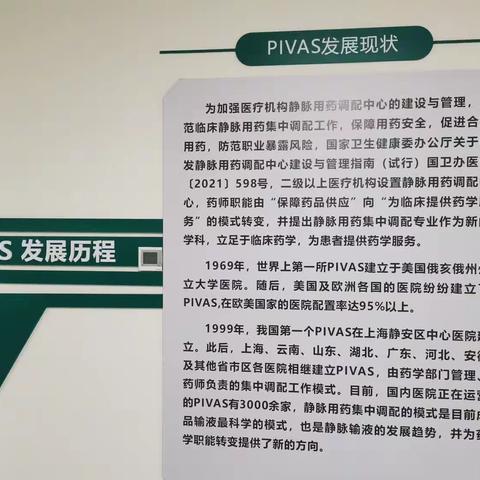 PIVAS发展现状
为加强医疗机构静脉用药调配中心的建设与管理，
范临床静脉用药集中调配工作，保障用药安全，促进合
用药，防范职业暴露风险，国家卫生健康委办公厅关于
发静脉用药调配中心建设与管理指南（试行）国卫办医
〔2021〕598号，二级以上医疗机构设置静脉用药调配
心，药师职能由“保障药品供应”向“为临床提供药学
务”的模式转变，并提出静脉用药集中调配专业作为新的
学科，立足于临床药学，为患者提供药学服务。
1969年，世界上第一所PIVAS建立于美国俄亥俄州
立大学医院。随后，美国及欧洲各国的医院纷纷建立
PIVAS,在欧美国家的医院配置率达95%以上。
1999年，我国第一个PIVAS在上海静安区中心医院建
立。此后，上海、云南、山东、湖北、广东、河北、安徽
及其他省市区各医院相继建立PIVAS，由药学部门管理、
药师负责的集中调配工作模式。目前，国内医院正在运营
的PIVAS有3000余家，静脉用药集中调配的模式是目前
品输液最科学的模式，也是静脉输液的发展趋势，并为
学职能转变提供了新的方向。
S 发展历程